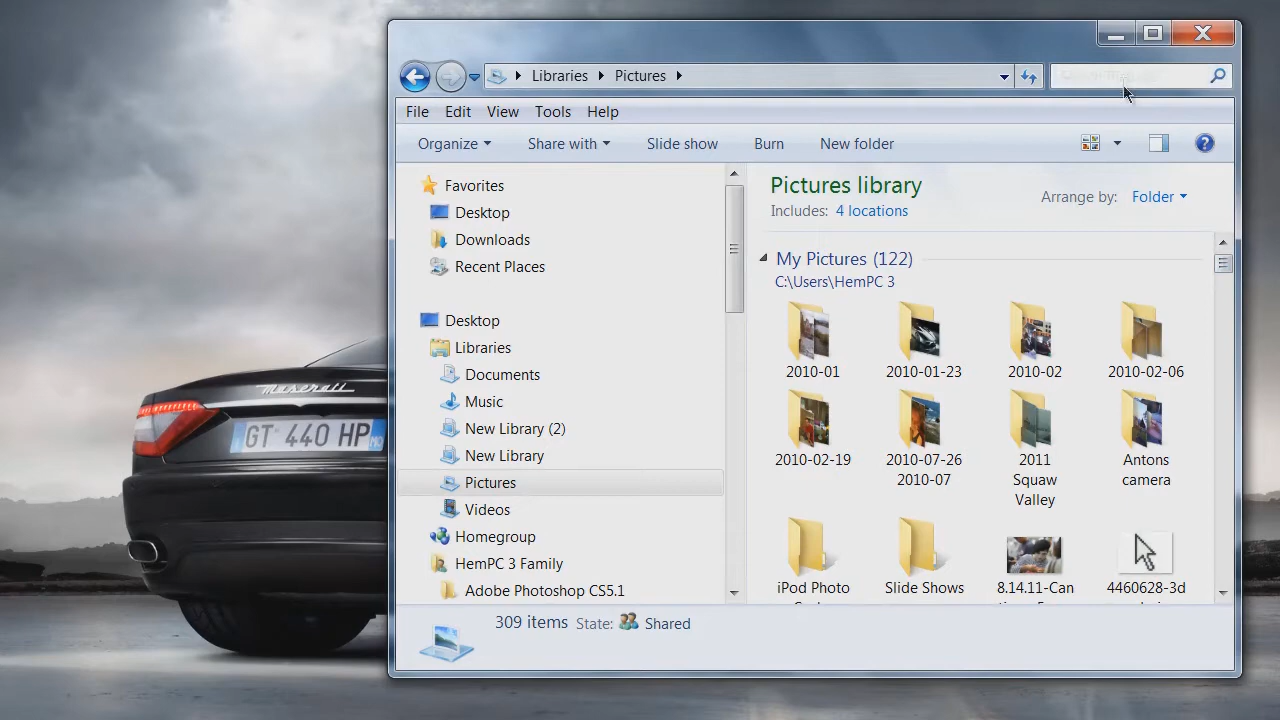 Libraries
Pictures
File Edit View Tools Help
Organize Share with Slide show Burn New folder
Favorites
Desktop
Downloads
Recent Places
Desktop
Libraries
Documents
Music
New Library (2)
New Library
Pictures
Videos
Homegroup
HemPC 3 Family
Adobe Photoshop CS5.1
Pictures library
Includes: 4 locations
Arrange by: Folder
My Pictures (122)
C:\Users\HemPC 3
2010-01
2010-01-23
2010-02
2010-02-06
2010-02-19
2010-07-26
2010-07
2011
Squaw
Valley
Antons
camera
iPod Photo
Slide Shows
8.14.11-Can
4460628-3d
309 items State: Shared
Maserati
GT 440 HP
MO